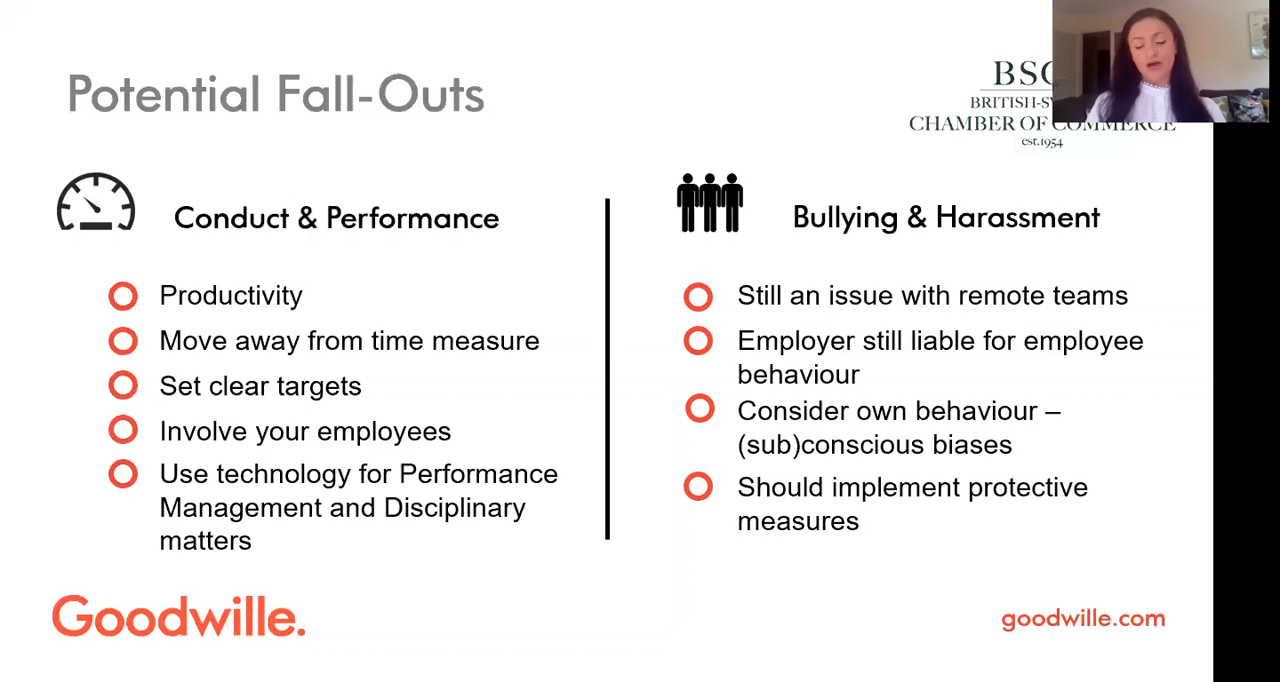 Potential Fall-Outs
BSC
BRITISH-S
CHAMBER OF COMMERCE
est.1954
Conduct & Performance
Productivity
Move away from time measure
Set clear targets
Involve your employees
Use technology for Performance
Management and Disciplinary
matters
Bullying & Harassment
Still an issue with remote teams
Employer still liable for employee
behaviour
Consider own behaviour –
(sub)conscious biases
Should implement protective
measures
Goodwille.
goodwille.com